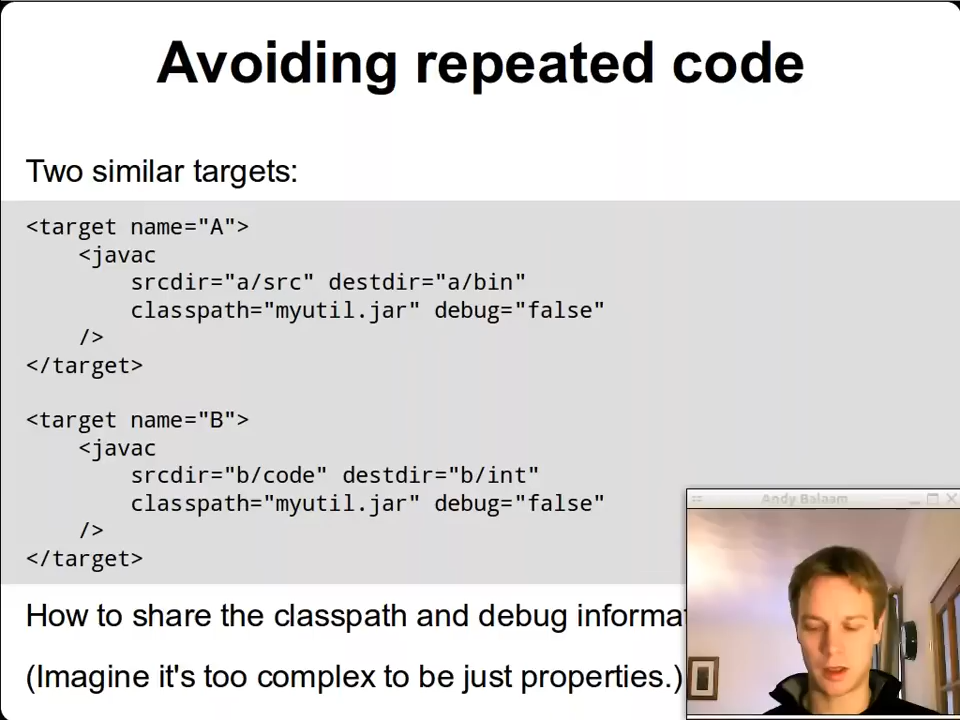 Avoiding repeated code
Two similar targets:
<target name="A">
<javac
srcdir="a/src" destdir="a/bin"
classpath="myutil.jar" debug="false"
/>
</target>
<target name="B">
<javac
srcdir="b/code" destdir="b/int"
classpath="myutil.jar" debug="false"
/>
</target>
Andy Balaam
How to share the classpath and debug
(Imagine it's too complex to be just properties.)